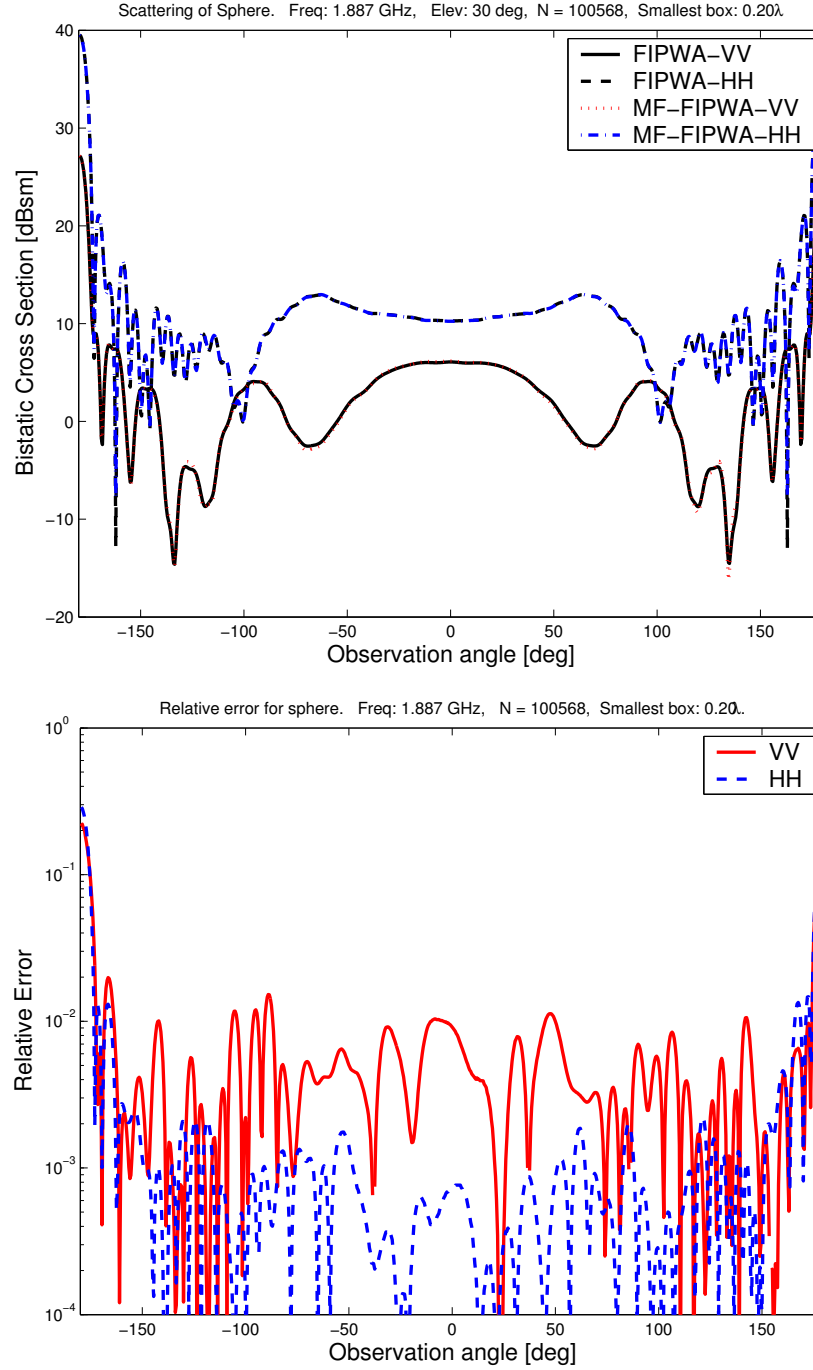 Scattering of Sphere. Freq: 1.887 GHz, Elev: 30 deg, N = 100568, Smallest box: 0.20λ
40
30
20
10
0
−10
−20
Bistatic Cross Section [dBsm]
FIPWA−VV
FIPWA−HH
MF−FIPWA−VV
MF−FIPWA−HH
−150
−100
−50
0
50
100
150
Observation angle [deg]
Relative error for sphere. Freq: 1.887 GHz, N = 100568, Smallest box: 0.20λ.
10^0
10^−1
10^−2
10^−3
10^−4
Relative Error
VV
HH
−150
−100
−50
0
50
100
150
Observation angle [deg]